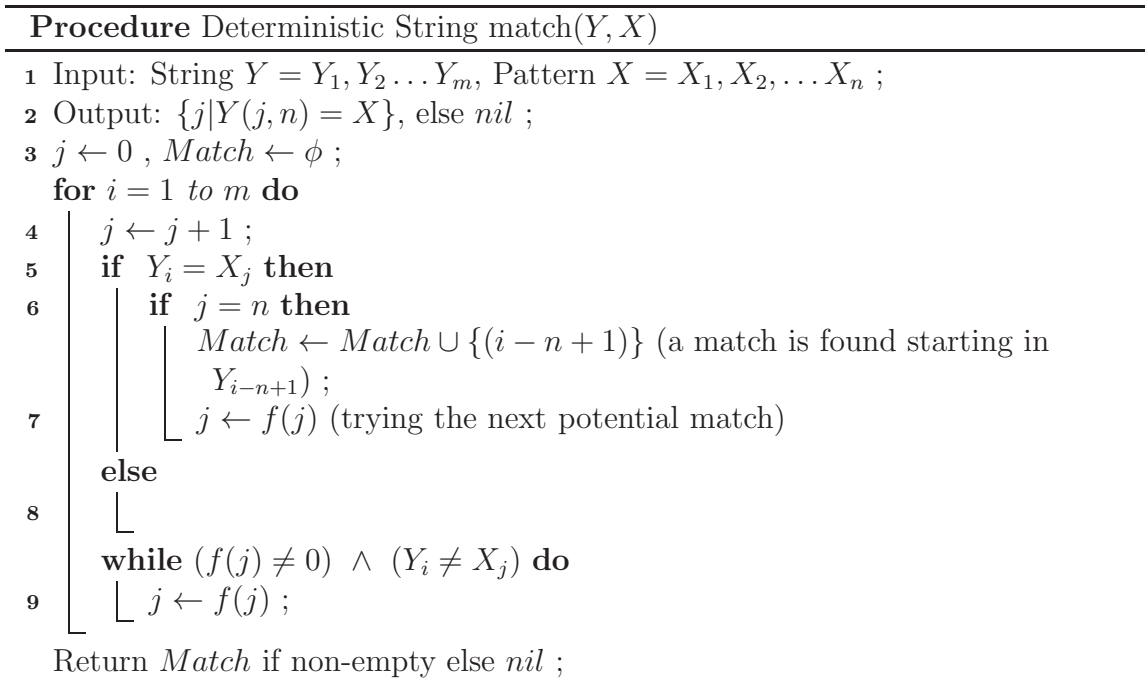 Procedure Deterministic String match(Y, X)
1 Input: String Y = Y₁, Y₂ . . . Yₘ, Pattern X = X₁, X₂, . . . Xₙ ;
2 Output: {j|Y(j, n) = X}, else nil ;
3 j ← 0 , Match ← ϕ ;
for i = 1 to m do
4 j ← j + 1 ;
5 if Yᵢ = Xⱼ then
6 if j = n then
Match ← Match ∪ {(i − n + 1)} (a match is found starting in
Yᵢ₋ₙ₊₁) ;
7 j ← f(j) (trying the next potential match)
else
8
while (f(j) ≠ 0) ∧ (Yᵢ ≠ Xⱼ) do
9 j ← f(j) ;
Return Match if non-empty else nil ;